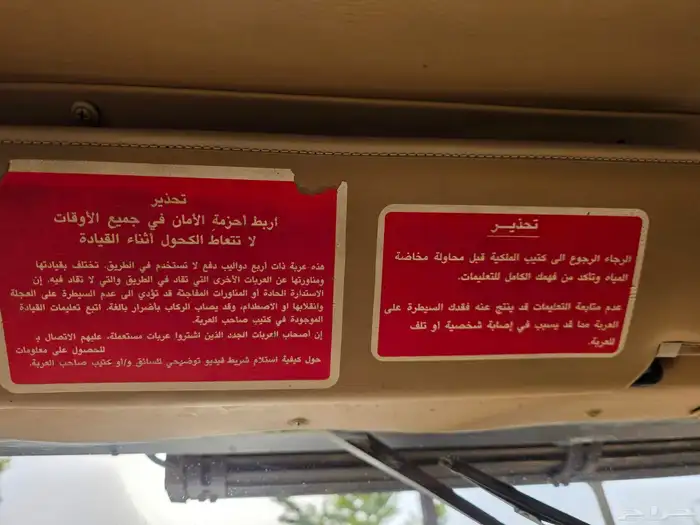 تحذير
أربط أحزمة الأمان في جميع الأوقات
لا تتعاط الكحول أثناء القيادة
هذه عربة ذات أربع دواليب دفع لا تستخدم في الطريق. تختلف بقيادتها
ومناورتها عن العربات الأخرى التي تقاد في الطريق والتي لا تقاد فيه. إن
الاستدارة الحادة أو المناورات المفاجئة قد تؤدي الى عدم السيطرة على العجلة
وانقلابها او الاصطدام، وقد يصاب الركاب بأضرار بالغة. اتبع تعليمات القيادة
الموجودة في كتيب صاحب العربة.
إن أصحاب العربات الجدد الذين اشتروا عربات مستعملة، عليهم الاتصال بـ
للحصول على معلومات
حول كيفية استلام شريط فيديو توضيحي للسائق و/أو كتيب صاحب العربة.
تحذيـر
الرجاء الرجوع الى كتيب الملكية قبل محاولة مخاضة
المياه وتأكد من فهمك الكامل للتعليمات.
عدم متابعة التعليمات قد ينتج عنه فقدك السيطرة على
العربة مما قد يسبب في إصابة شخصية أو تلف
للعربة.
حراج